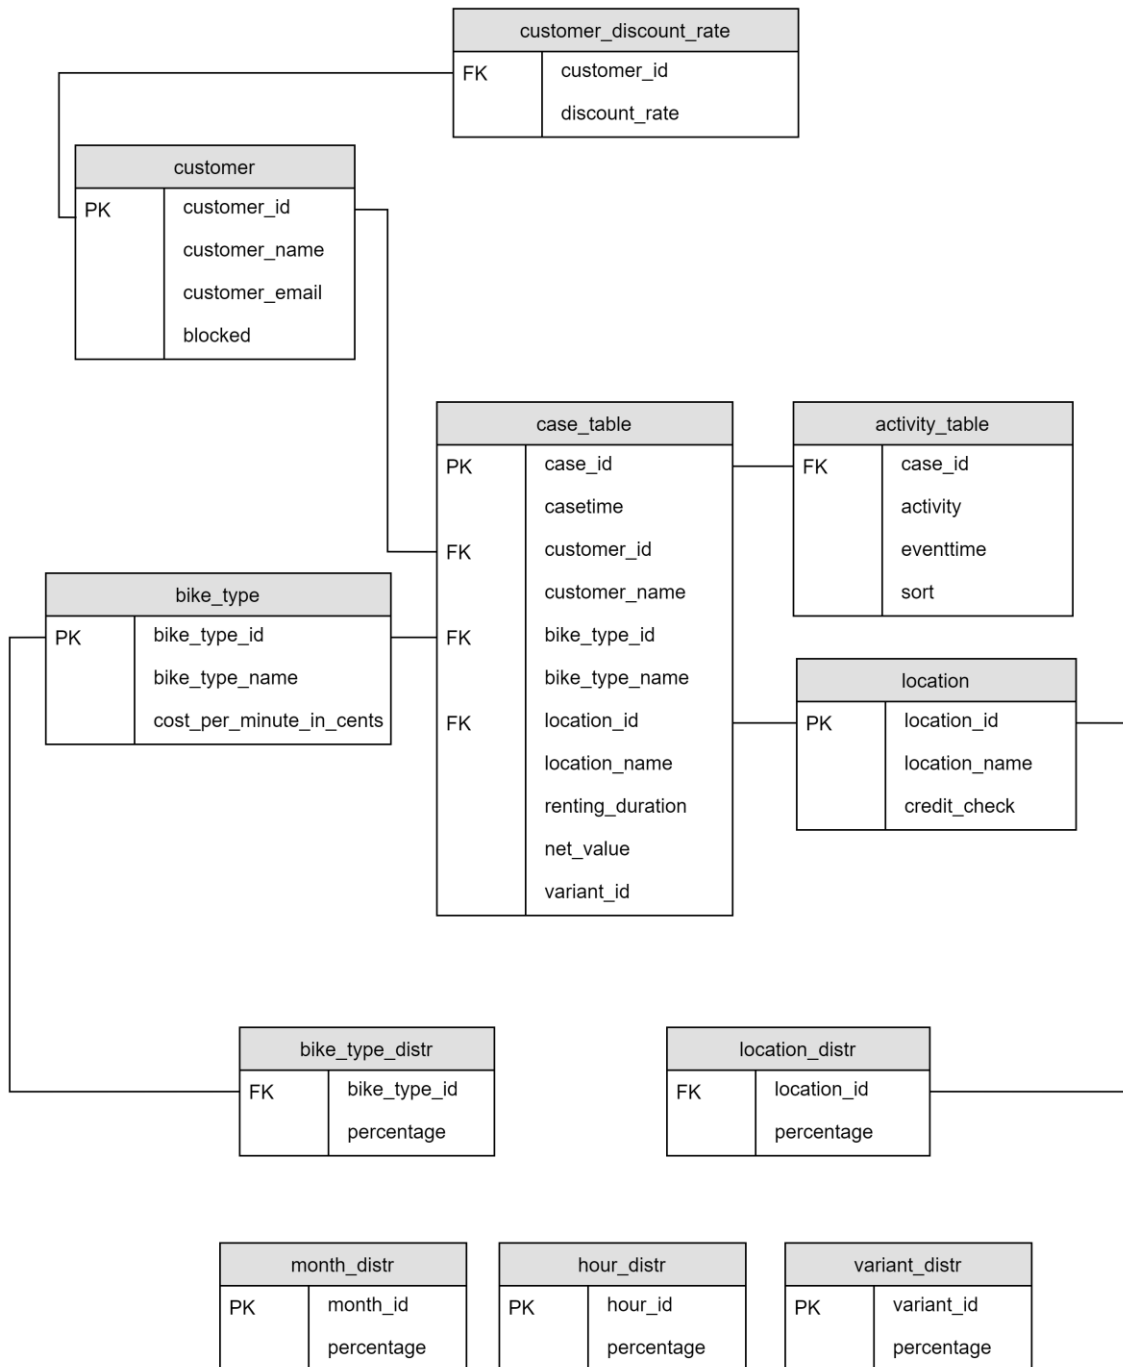 customer_discount_rate
FK customer_id
discount_rate
customer
PK customer_id
customer_name
customer_email
blocked
case_table
PK case_id
casetime
FK customer_id
customer_name
FK bike_type_id
bike_type_name
FK location_id
location_name
renting_duration
net_value
variant_id
activity_table
FK case_id
activity
eventtime
sort
bike_type
PK bike_type_id
bike_type_name
cost_per_minute_in_cents
location
PK location_id
location_name
credit_check
bike_type_distr
FK bike_type_id
percentage
location_distr
FK location_id
percentage
month_distr
PK month_id
percentage
hour_distr
PK hour_id
percentage
variant_distr
PK variant_id
percentage